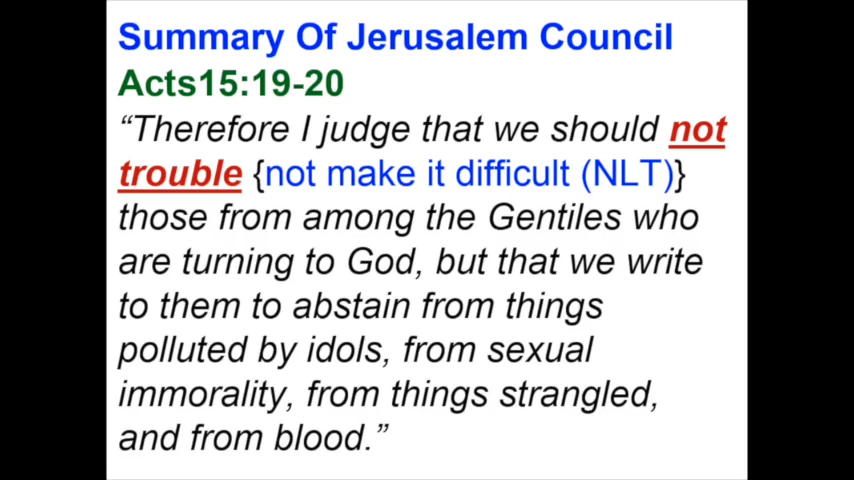 Summary Of Jerusalem Council
Acts15:19-20
“Therefore I judge that we should not
trouble {not make it difficult (NLT)}
those from among the Gentiles who
are turning to God, but that we write
to them to abstain from things
polluted by idols, from sexual
immorality, from things strangled,
and from blood.”